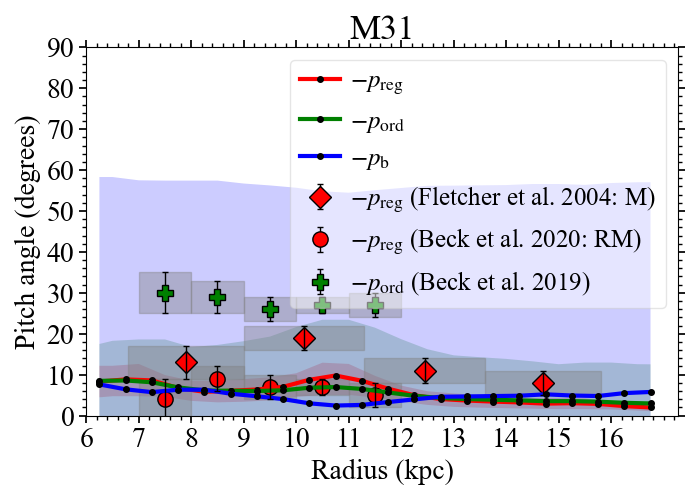 M31
Pitch angle (degrees)
90
80
70
60
50
40
30
20
10
0
−p_reg
−p_ord
−p_b
−p_reg (Fletcher et al. 2004: M)
−p_reg (Beck et al. 2020: RM)
−p_ord (Beck et al. 2019)
6 7 8 9 10 11 12 13 14 15 16
Radius (kpc)